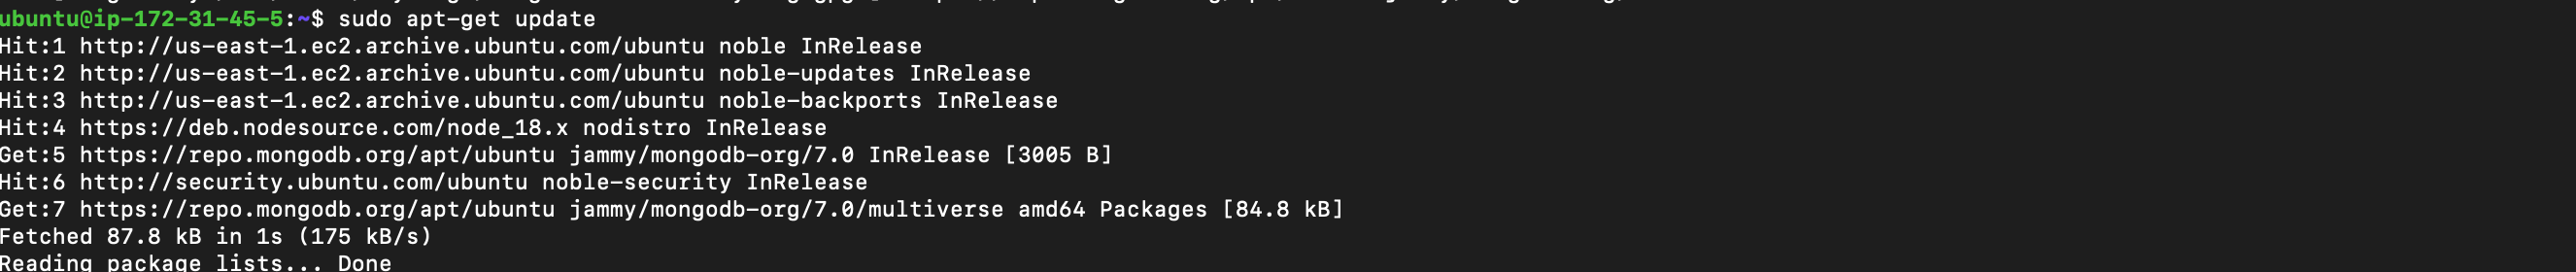 ubuntu@ip-172-31-45-5:~$ sudo apt-get update
Hit:1 http://us-east-1.ec2.archive.ubuntu.com/ubuntu noble InRelease
Hit:2 http://us-east-1.ec2.archive.ubuntu.com/ubuntu noble-updates InRelease
Hit:3 http://us-east-1.ec2.archive.ubuntu.com/ubuntu noble-backports InRelease
Hit:4 https://deb.nodesource.com/node_18.x nodistro InRelease
Get:5 https://repo.mongodb.org/apt/ubuntu jammy/mongodb-org/7.0 InRelease [3005 B]
Hit:6 http://security.ubuntu.com/ubuntu noble-security InRelease
Get:7 https://repo.mongodb.org/apt/ubuntu jammy/mongodb-org/7.0/multiverse amd64 Packages [84.8 kB]
Fetched 87.8 kB in 1s (175 kB/s)
Reading package lists... Done